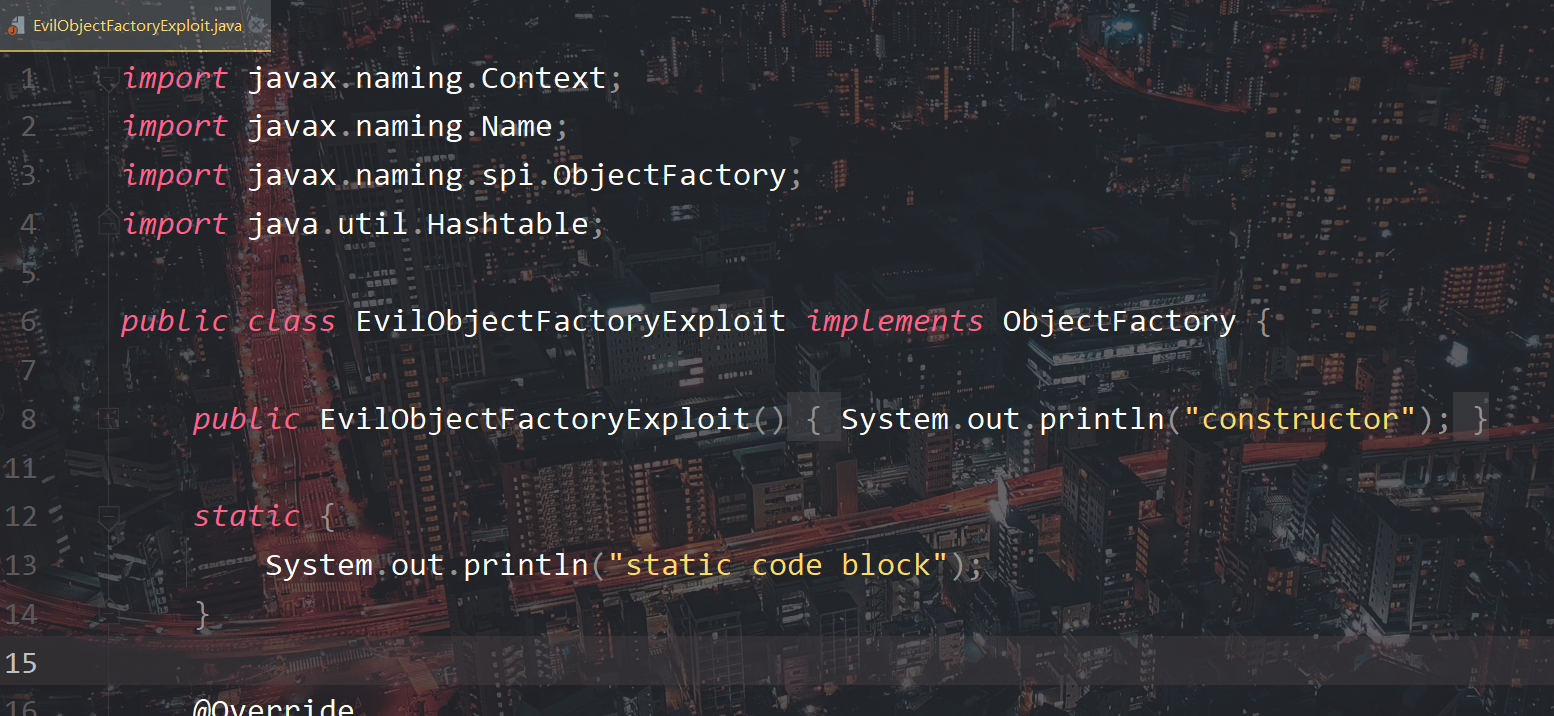 EvilObjectFactoryExploit.java
1 import javax.naming.Context;
2 import javax.naming.Name;
3 import javax.naming.spi.ObjectFactory;
4 import java.util.Hashtable;
5
6 public class EvilObjectFactoryExploit implements ObjectFactory {
7
8 public EvilObjectFactoryExploit() { System.out.println("constructor"); }
11
12 static {
13 System.out.println("static code block");
14 }
15
16 @Override